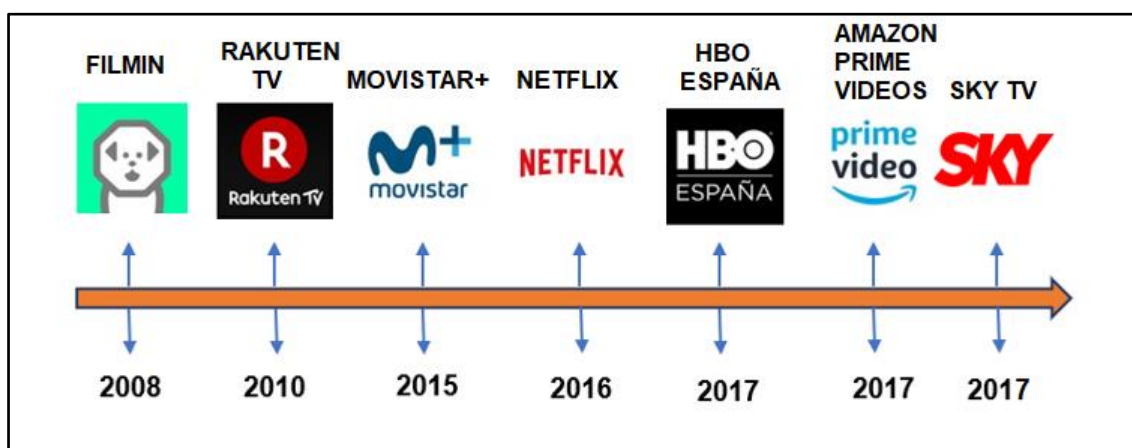 FILMIN
RAKUTEN
TV
MOVISTAR+
NETFLIX
HBO
ESPAÑA
AMAZON
PRIME
VIDEOS
SKY TV
R
Rakuten TV
M+
movistar
NETFLIX
HBO
ESPAÑA
prime
video
SKY
2008
2010
2015
2016
2017
2017
2017